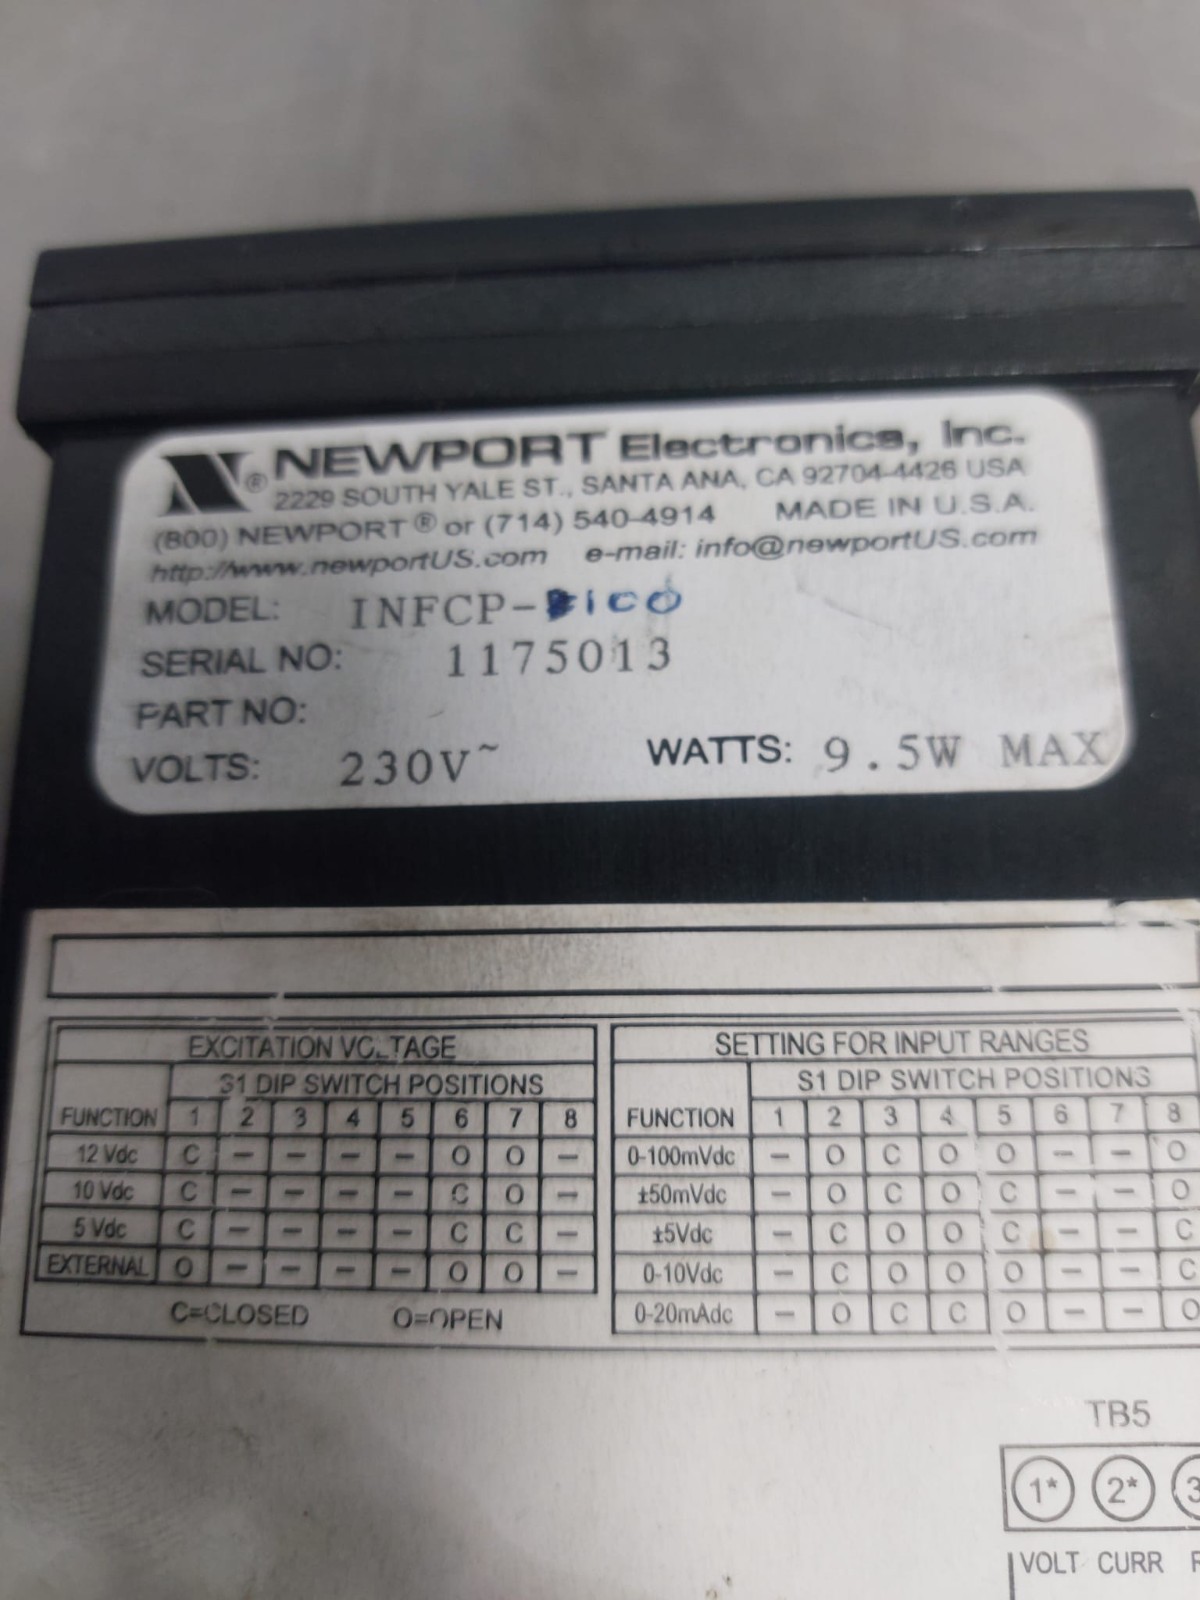 N® NEWPORT Electronics, Inc.
2229 SOUTH YALE ST., SANTA ANA, CA 92704-4426 USA
(800) NEWPORT® or (714) 540-4914 MADE IN U.S.A.
http://www.newportUS.com e-mail: info@newportUS.com
MODEL: INFCP-
SERIAL NO: 1175013
PART NO:
VOLTS: 230V~ WATTS: 9.5W MAX
EXCITATION VOLTAGE
S1 DIP SWITCH POSITIONS
FUNCTION 1 2 3 4 5 6 7 8
12 Vdc C – – – – O O –
10 Vdc C – – – – C O –
5 Vdc C – – – – C C –
EXTERNAL O – – – – O O –
C=CLOSED O=OPEN
SETTING FOR INPUT RANGES
S1 DIP SWITCH POSITIONS
FUNCTION 1 2 3 4 5 6 7 8
0-100mVdc – O C O O – – O
±50mVdc – O C O C – – O
±5Vdc – C O O C – – C
0-10Vdc – C O O O – – C
0-20mAdc – O C C O – – O
TB5
1* 2* 3
VOLT CURR